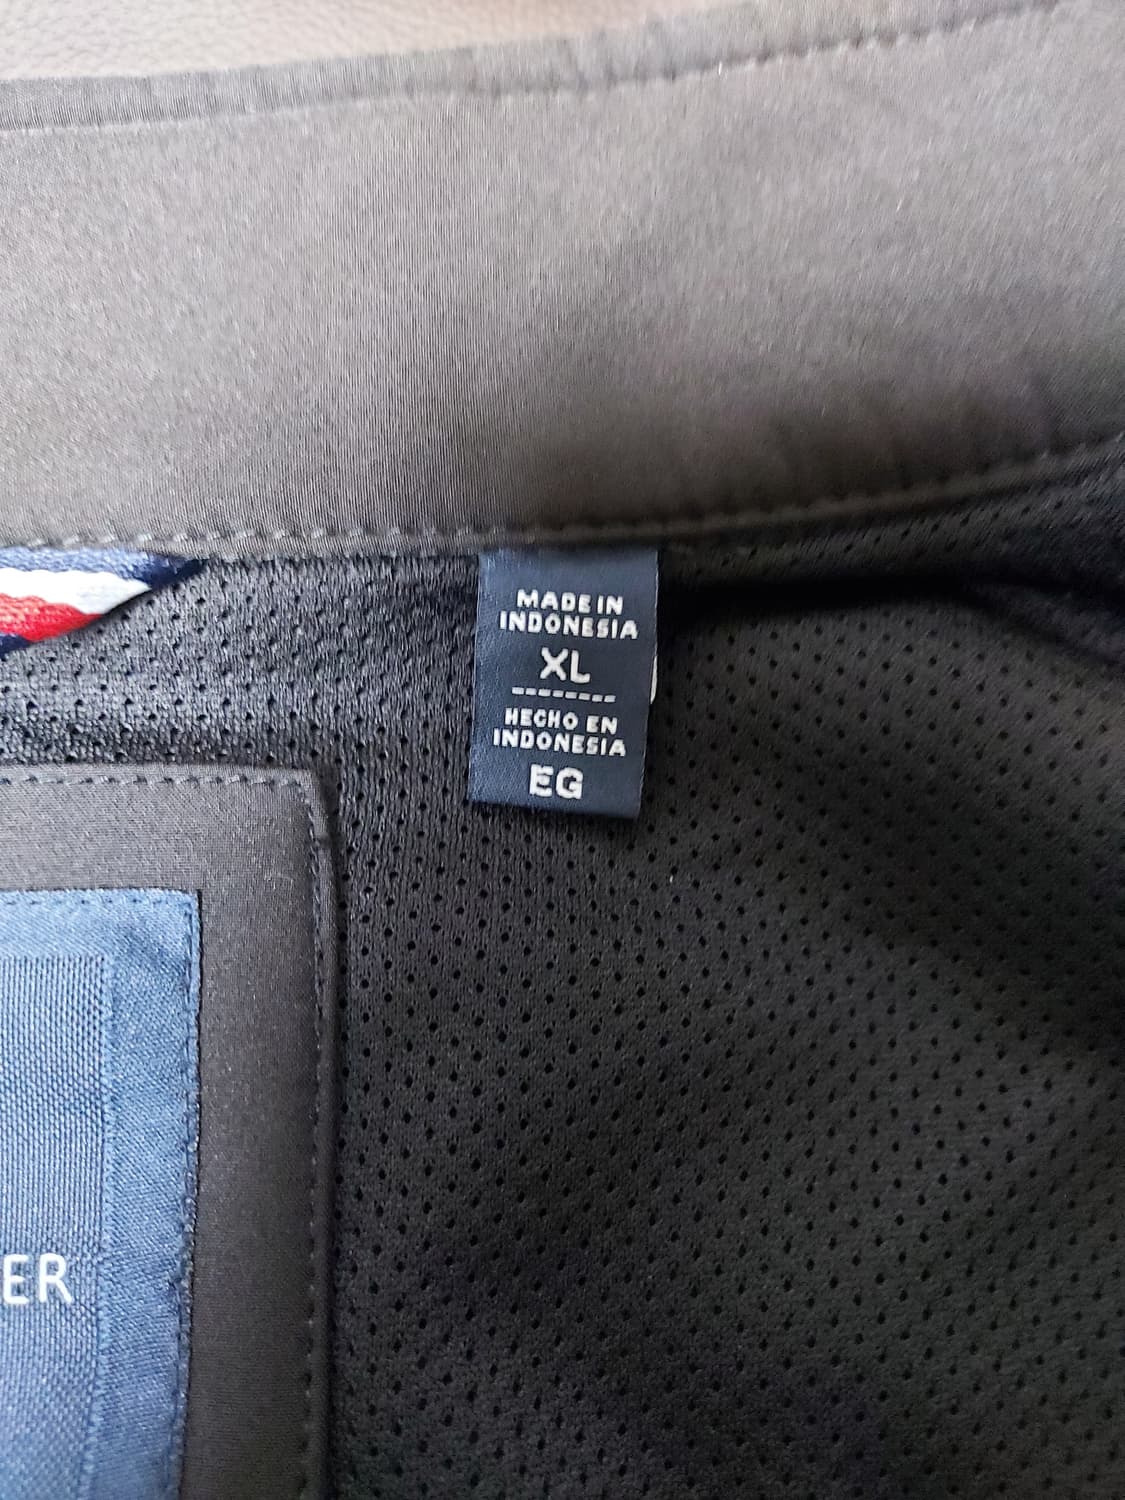 MADE IN
INDONESIA
XL
HECHO EN
INDONESIA
EG
ER